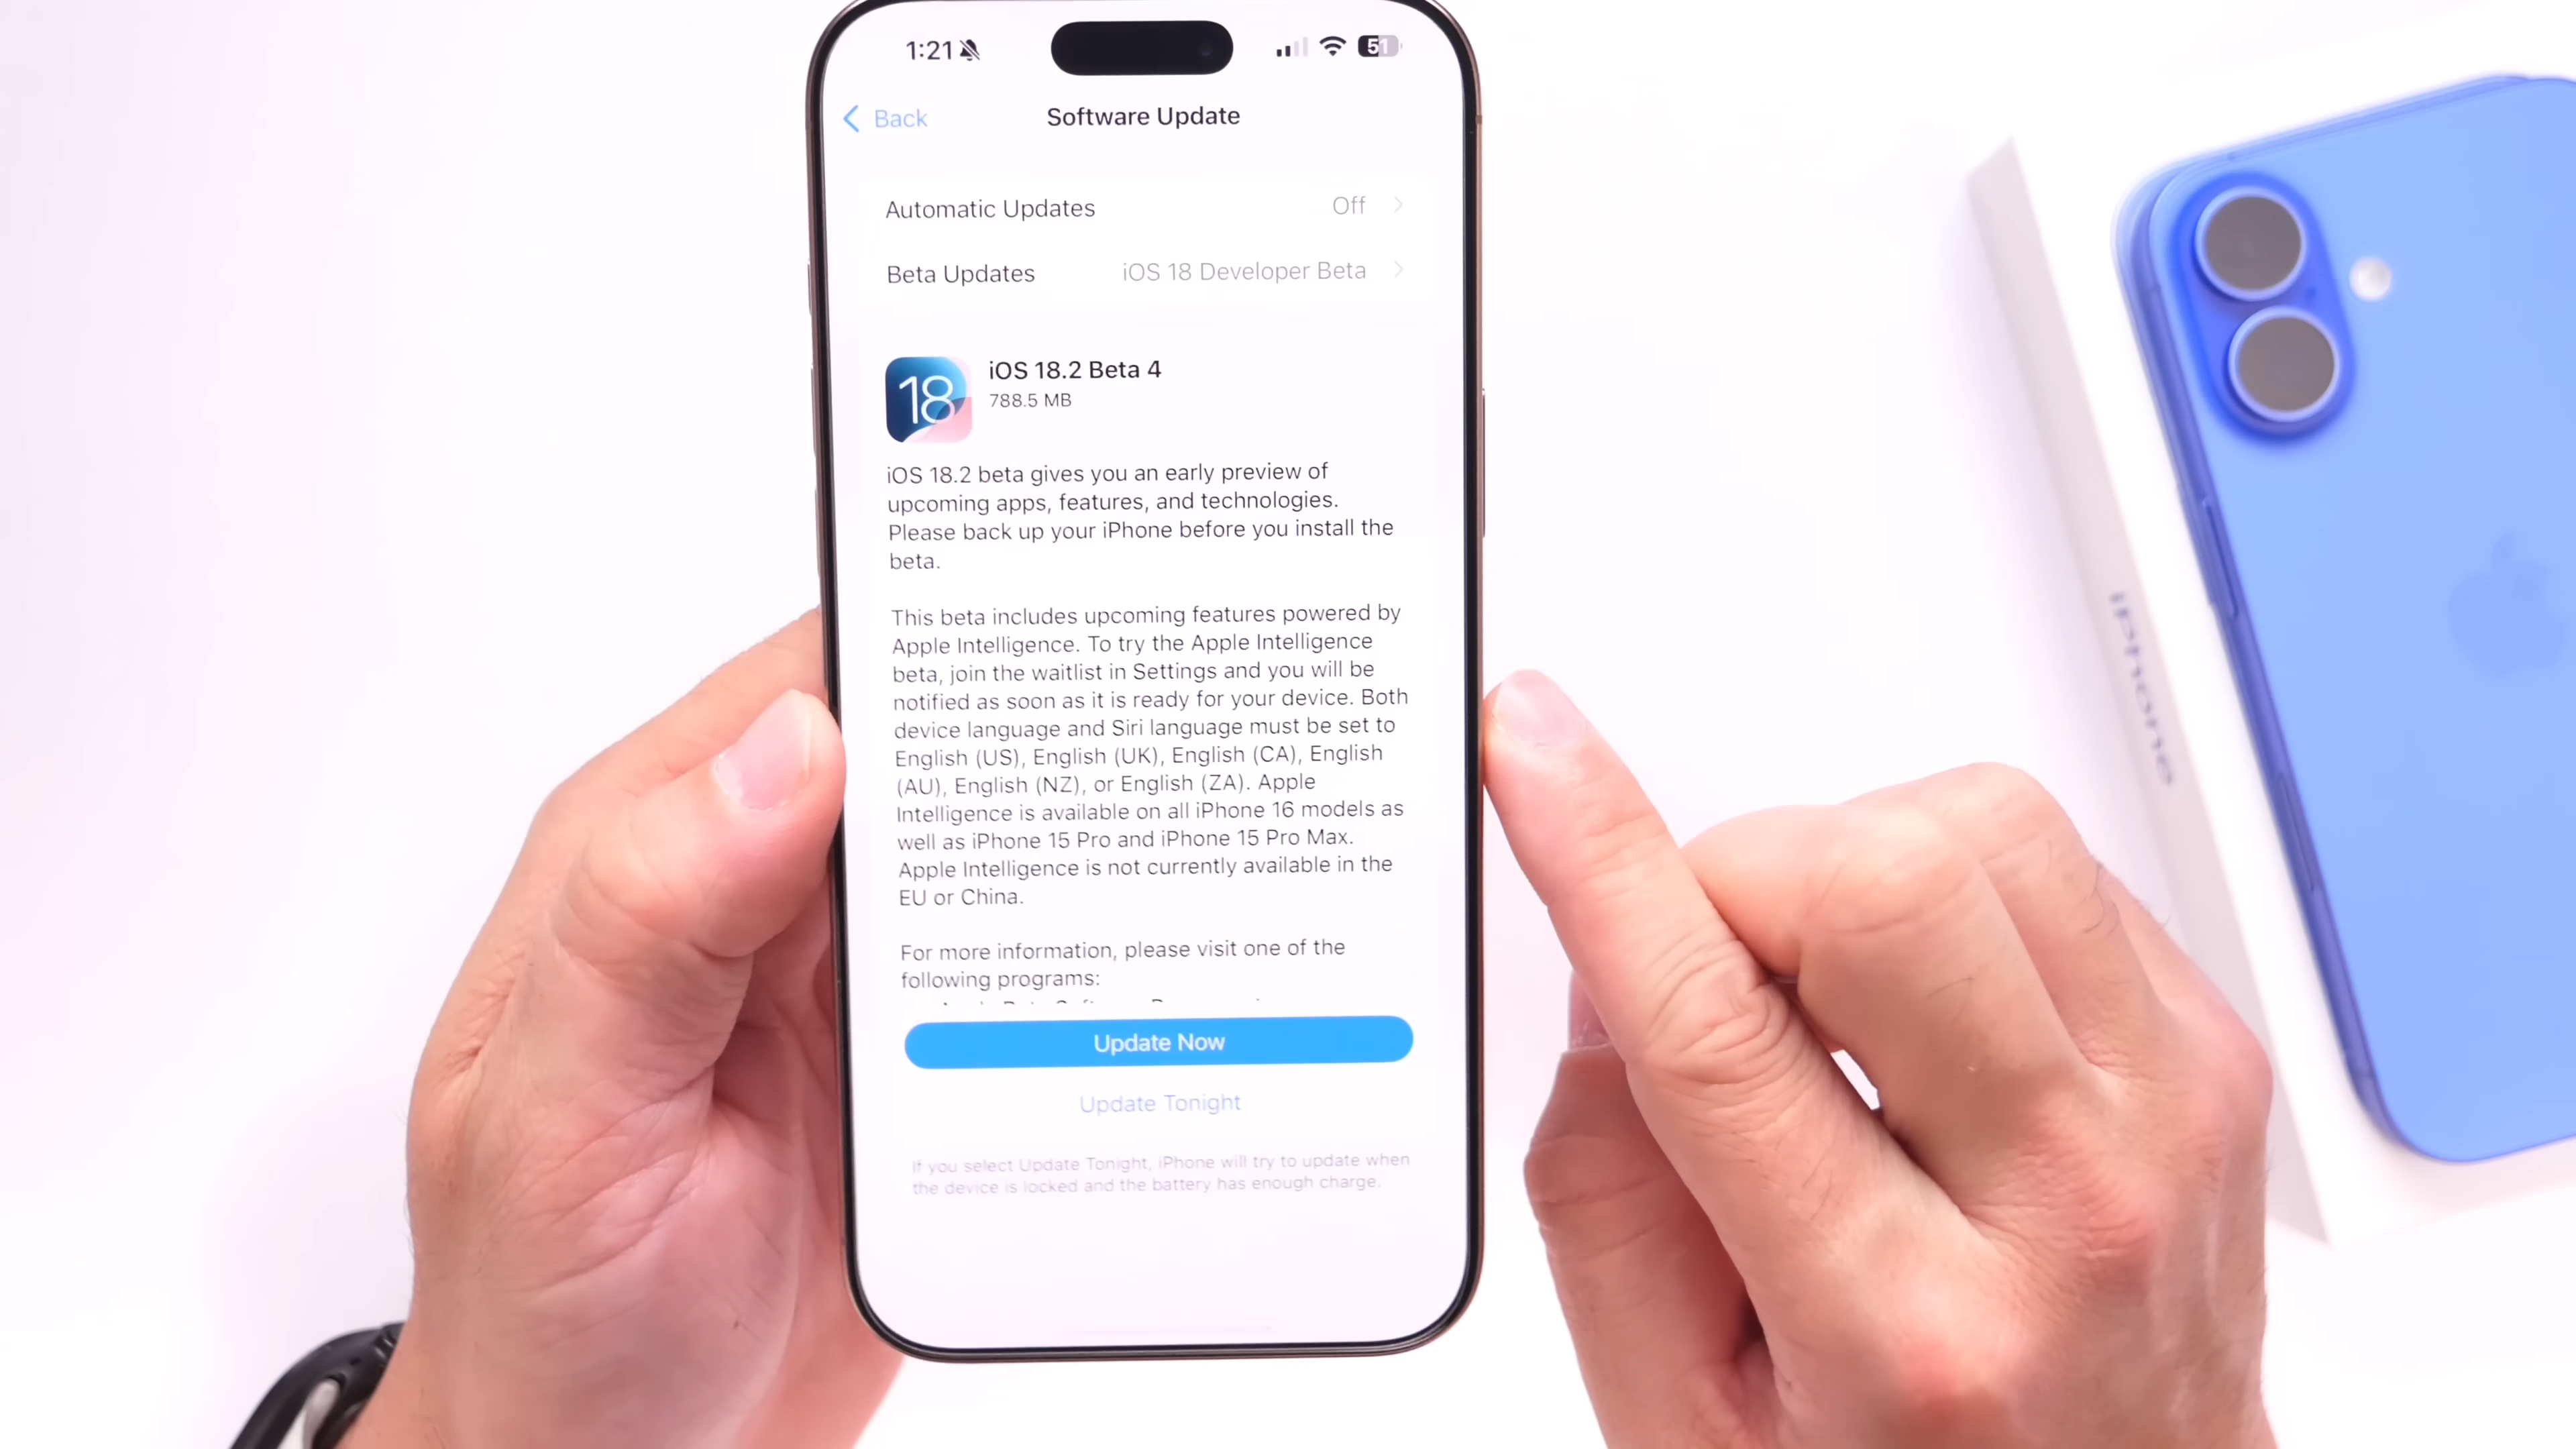 1:21
51
Back
Software Update
Automatic Updates Off
Beta Updates iOS 18 Developer Beta
18
iOS 18.2 Beta 4
788.5 MB
iOS 18.2 beta gives you an early preview of
upcoming apps, features, and technologies.
Please back up your iPhone before you install the
beta.
This beta includes upcoming features powered by
Apple Intelligence. To try the Apple Intelligence
beta, join the waitlist in Settings and you will be
notified as soon as it is ready for your device. Both
device language and Siri language must be set to
English (US), English (UK), English (CA), English
(AU), English (NZ), or English (ZA). Apple
Intelligence is available on all iPhone 16 models as
well as iPhone 15 Pro and iPhone 15 Pro Max.
Apple Intelligence is not currently available in the
EU or China.
For more information, please visit one of the
following programs:
Update Now
Update Tonight
If you select Update Tonight, iPhone will try to update when
the device is locked and the battery has enough charge.
iPhone